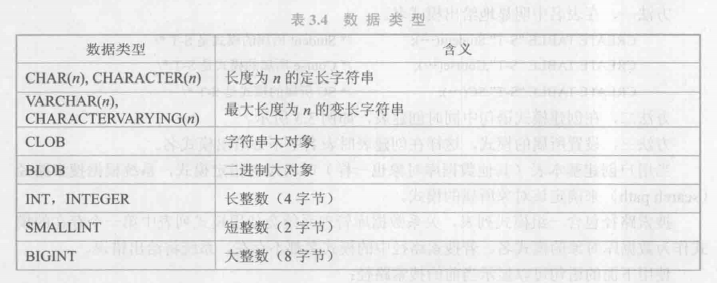 表3.4 数据类型
数据类型 含义
CHAR(n), CHARACTER(n) 长度为 n 的定长字符串
VARCHAR(n),
CHARACTERVARYING(n) 最大长度为 n 的变长字符串
CLOB 字符串大对象
BLOB 二进制大对象
INT，INTEGER 长整数（4 字节）
SMALLINT 短整数（2 字节）
BIGINT 大整数（8 字节）